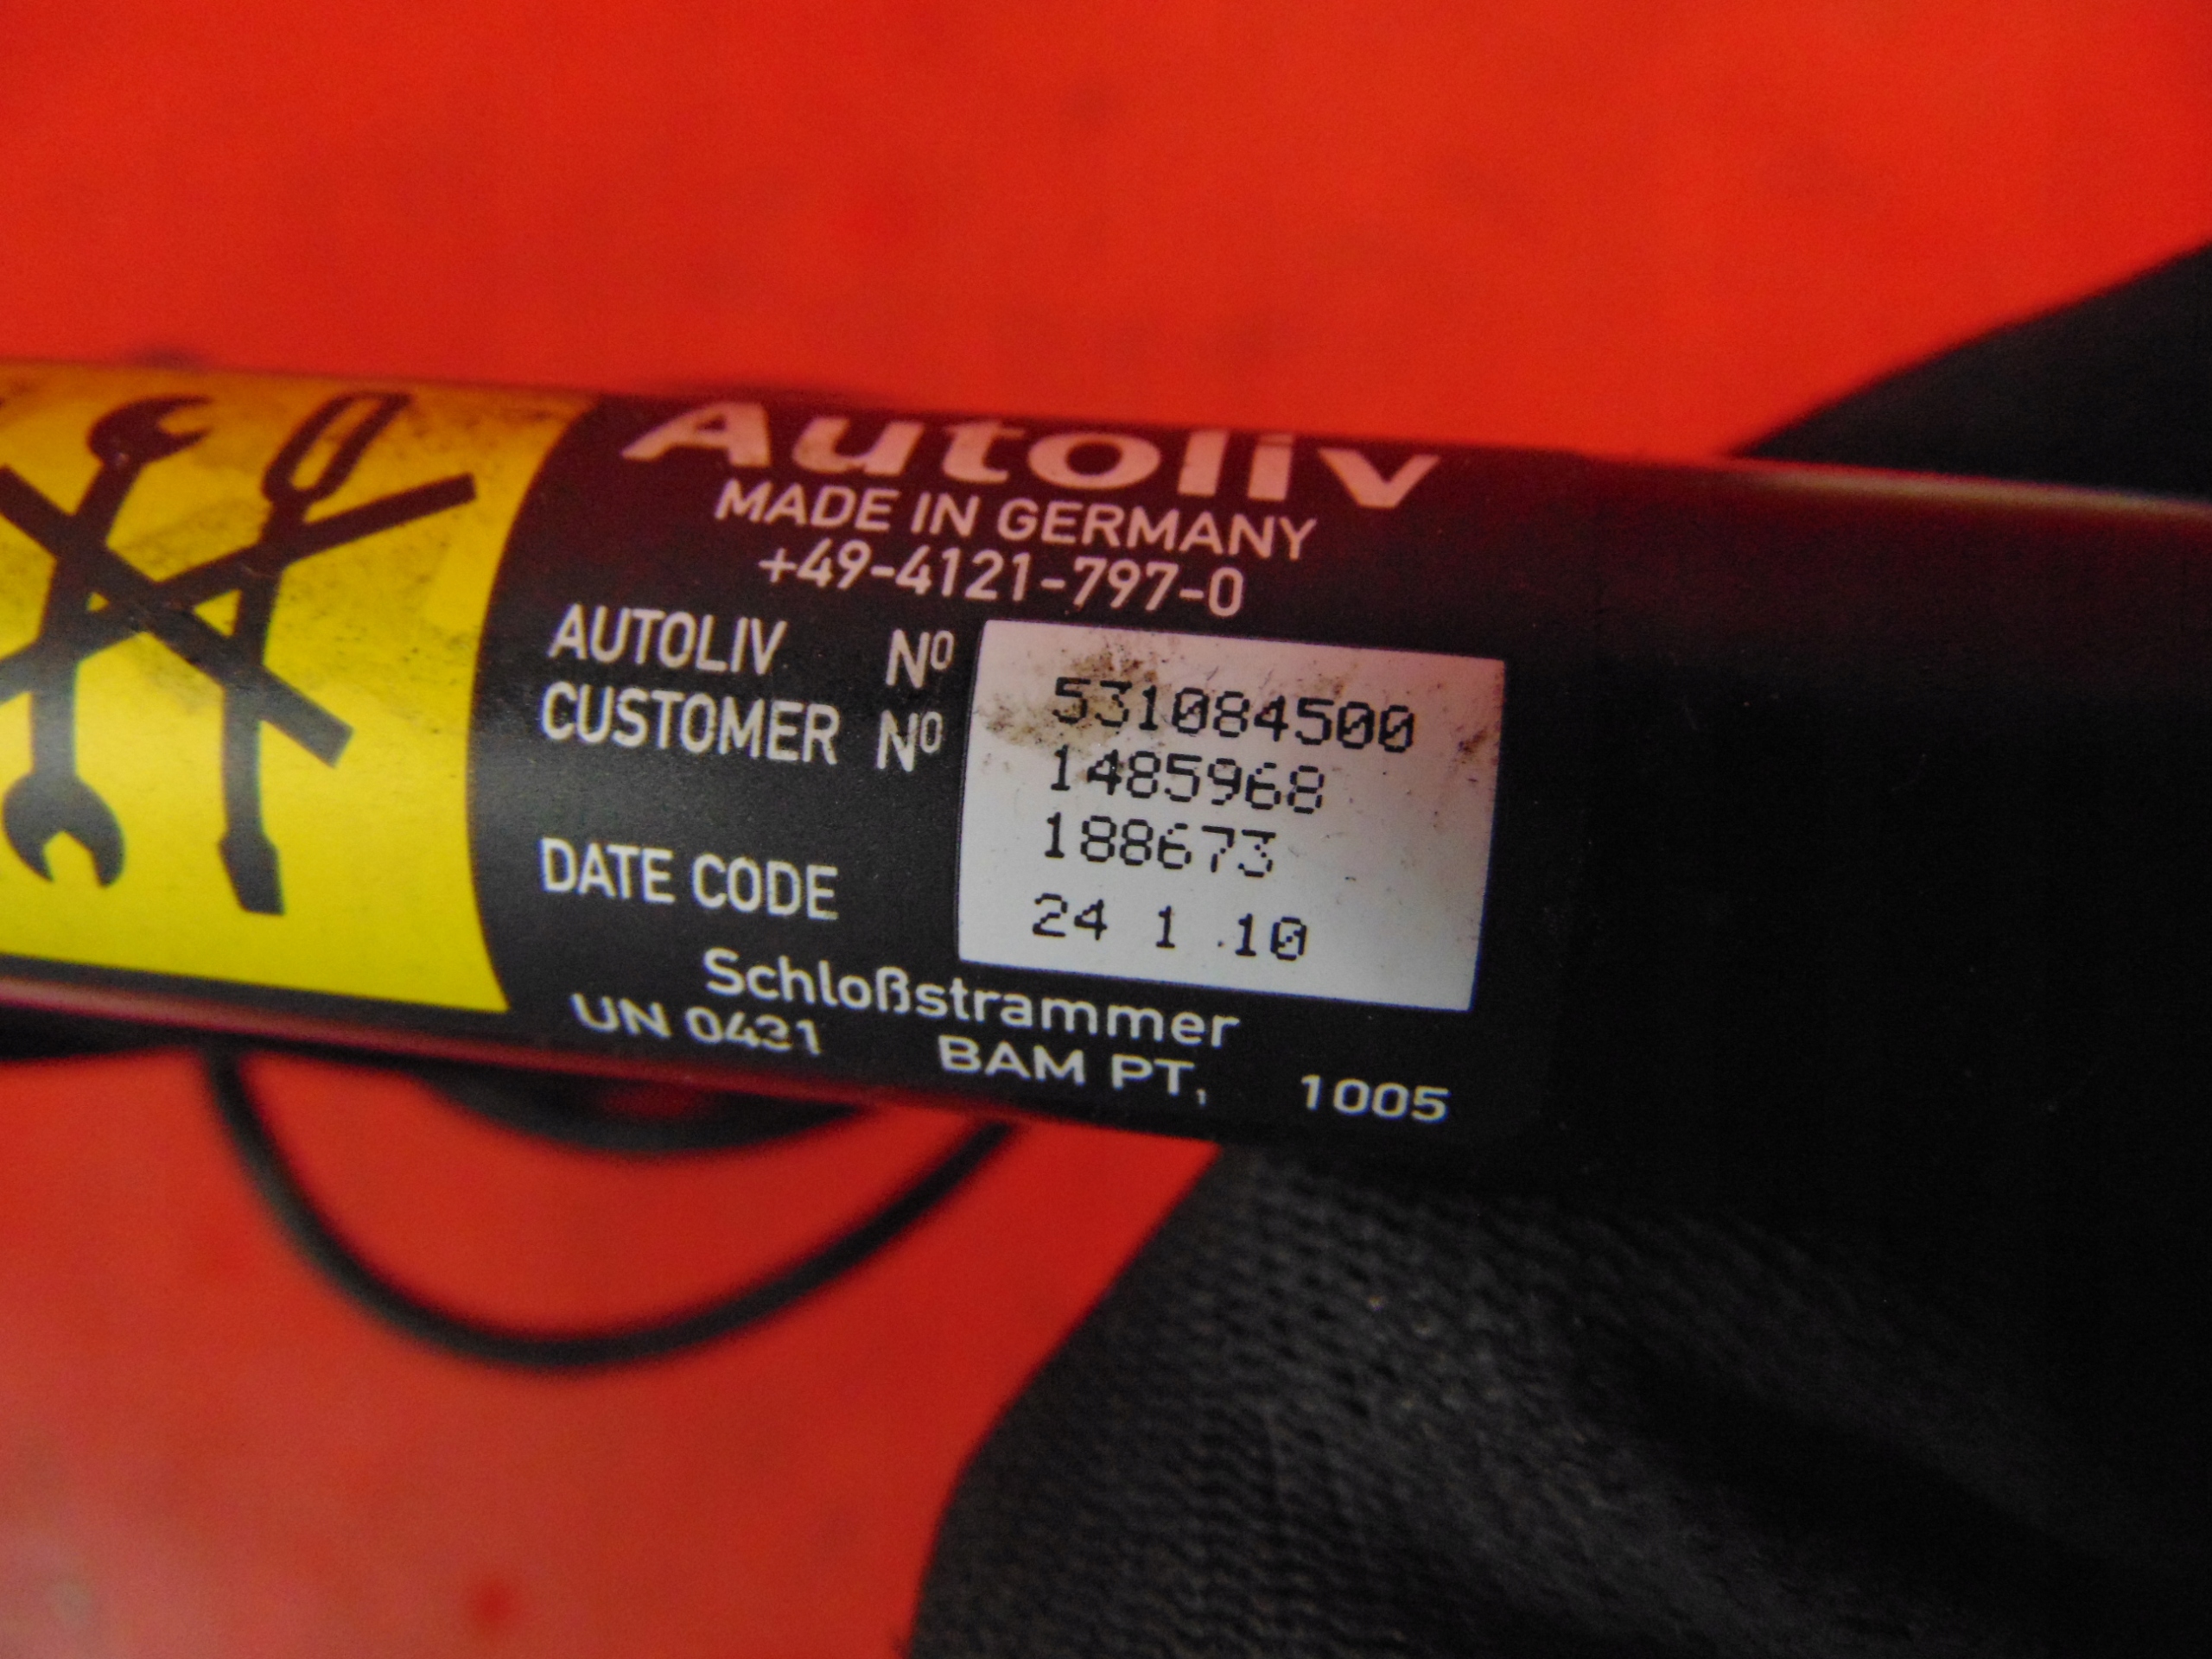 Autoliv
MADE IN GERMANY
+49-4121-797-0
AUTOLIV Nº 531084500
CUSTOMER Nº 1485968
188673
DATE CODE 24 1 .10
Schloßstrammer
UN 0431 BAM PT, 1005